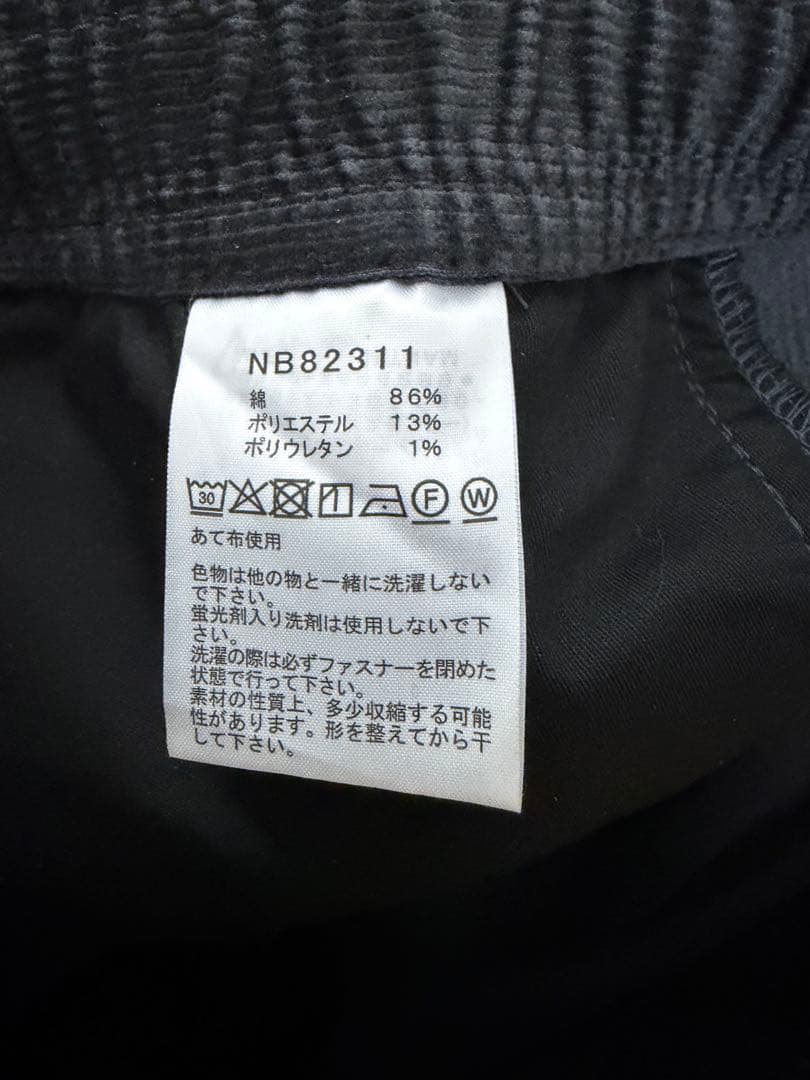 NB82311
綿 86%
ポリエステル 13%
ポリウレタン 1%
30 F W
あて布使用
色物は他の物と一緒に洗濯しない
で下さい。
蛍光剤入り洗剤は使用しないで下
さい。
洗濯の際は必ずファスナーを閉めた
状態で行って下さい。
素材の性質上、多少収縮する可能
性があります。形を整えてから干
して下さい。